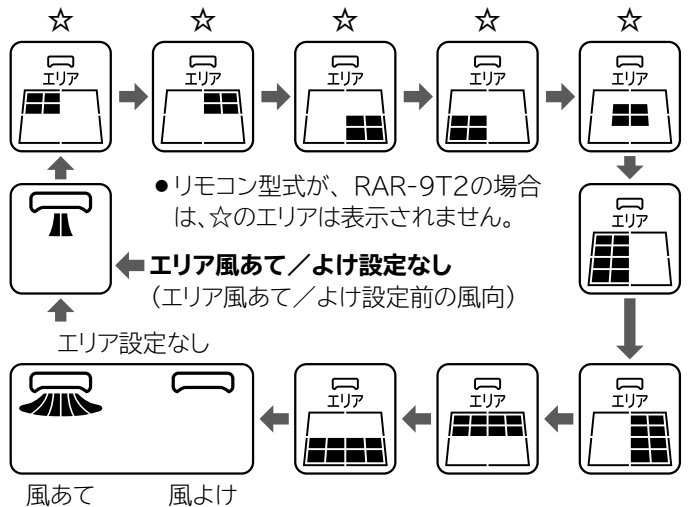 ☆ ☆ ☆ ☆ ☆
エリア エリア エリア エリア エリア
●リモコン型式が、RAR-9T2の場合
は、☆のエリアは表示されません。
エリア
エリア風あて／よけ設定なし
（エリア風あて／よけ設定前の風向）
エリア設定なし
エリア エリア エリア
風あて 風よけ